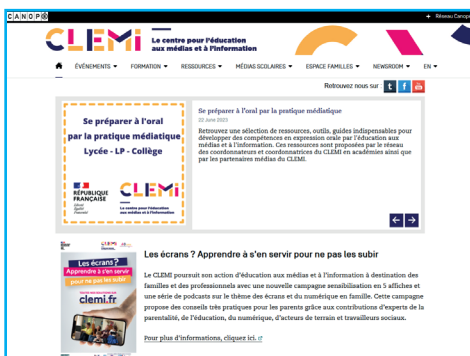 CANOPÉ
+ Réseau Canop
CLEMI
Le centre pour l'éducation
aux médias et à l'information
ÉVÉNEMENTS FORMATION RESSOURCES MÉDIAS SCOLAIRES ESPACE FAMILLES NEWSROOM EN
Retrouvez nous sur
Se préparer à l'oral
par la pratique médiatique
Lycée - LP - Collège
RÉPUBLIQUE
FRANÇAISE
Liberté
Égalité
Fraternité
CLEMI
Le centre pour l'éducation
aux médias et à l'information
Se préparer à l'oral par la pratique médiatique
22 June 2023
Retrouvez une sélection de ressources, outils, guides indispensables pour
développer des compétences en expression orale par l'éducation aux
médias et à l'information. Ces ressources sont proposées par le réseau
des coordonnateurs et coordonnatrices du CLEMI en académies ainsi que
par les partenaires médias du CLEMI.
Les écrans ?
Apprendre à s'en servir
pour ne pas les subir
clemi.fr
Les écrans ? Apprendre à s'en servir pour ne pas les subir
Le CLEMI poursuit son action d'éducation aux médias et à l'information à destination des
familles et des professionnels avec une nouvelle campagne sensibilisation en 5 affiches et
une série de podcasts sur le thème des écrans et du numérique en famille. Cette campagne
propose des conseils très pratiques pour les parents grâce aux contributions d'experts de la
parentalité, de l'éducation, du numérique, d'acteurs de terrain et travailleurs sociaux.
Pour plus d'informations, cliquez ici.